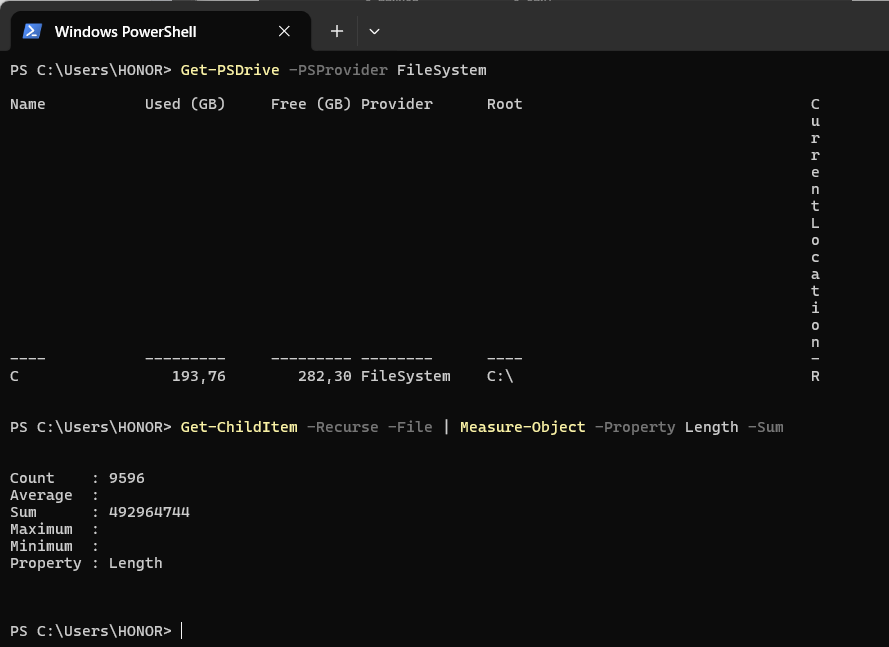 Windows PowerShell
PS C:\Users\HONOR> Get-PSDrive -PSProvider FileSystem
Name Used (GB) Free (GB) Provider Root C
u
r
r
e
n
t
L
o
c
a
t
i
o
n
---- --------- --------- -------- ---- -
C 193,76 282,30 FileSystem C:\ R
PS C:\Users\HONOR> Get-ChildItem -Recurse -File | Measure-Object -Property Length -Sum
Count : 9596
Average :
Sum : 492964744
Maximum :
Minimum :
Property : Length
PS C:\Users\HONOR>